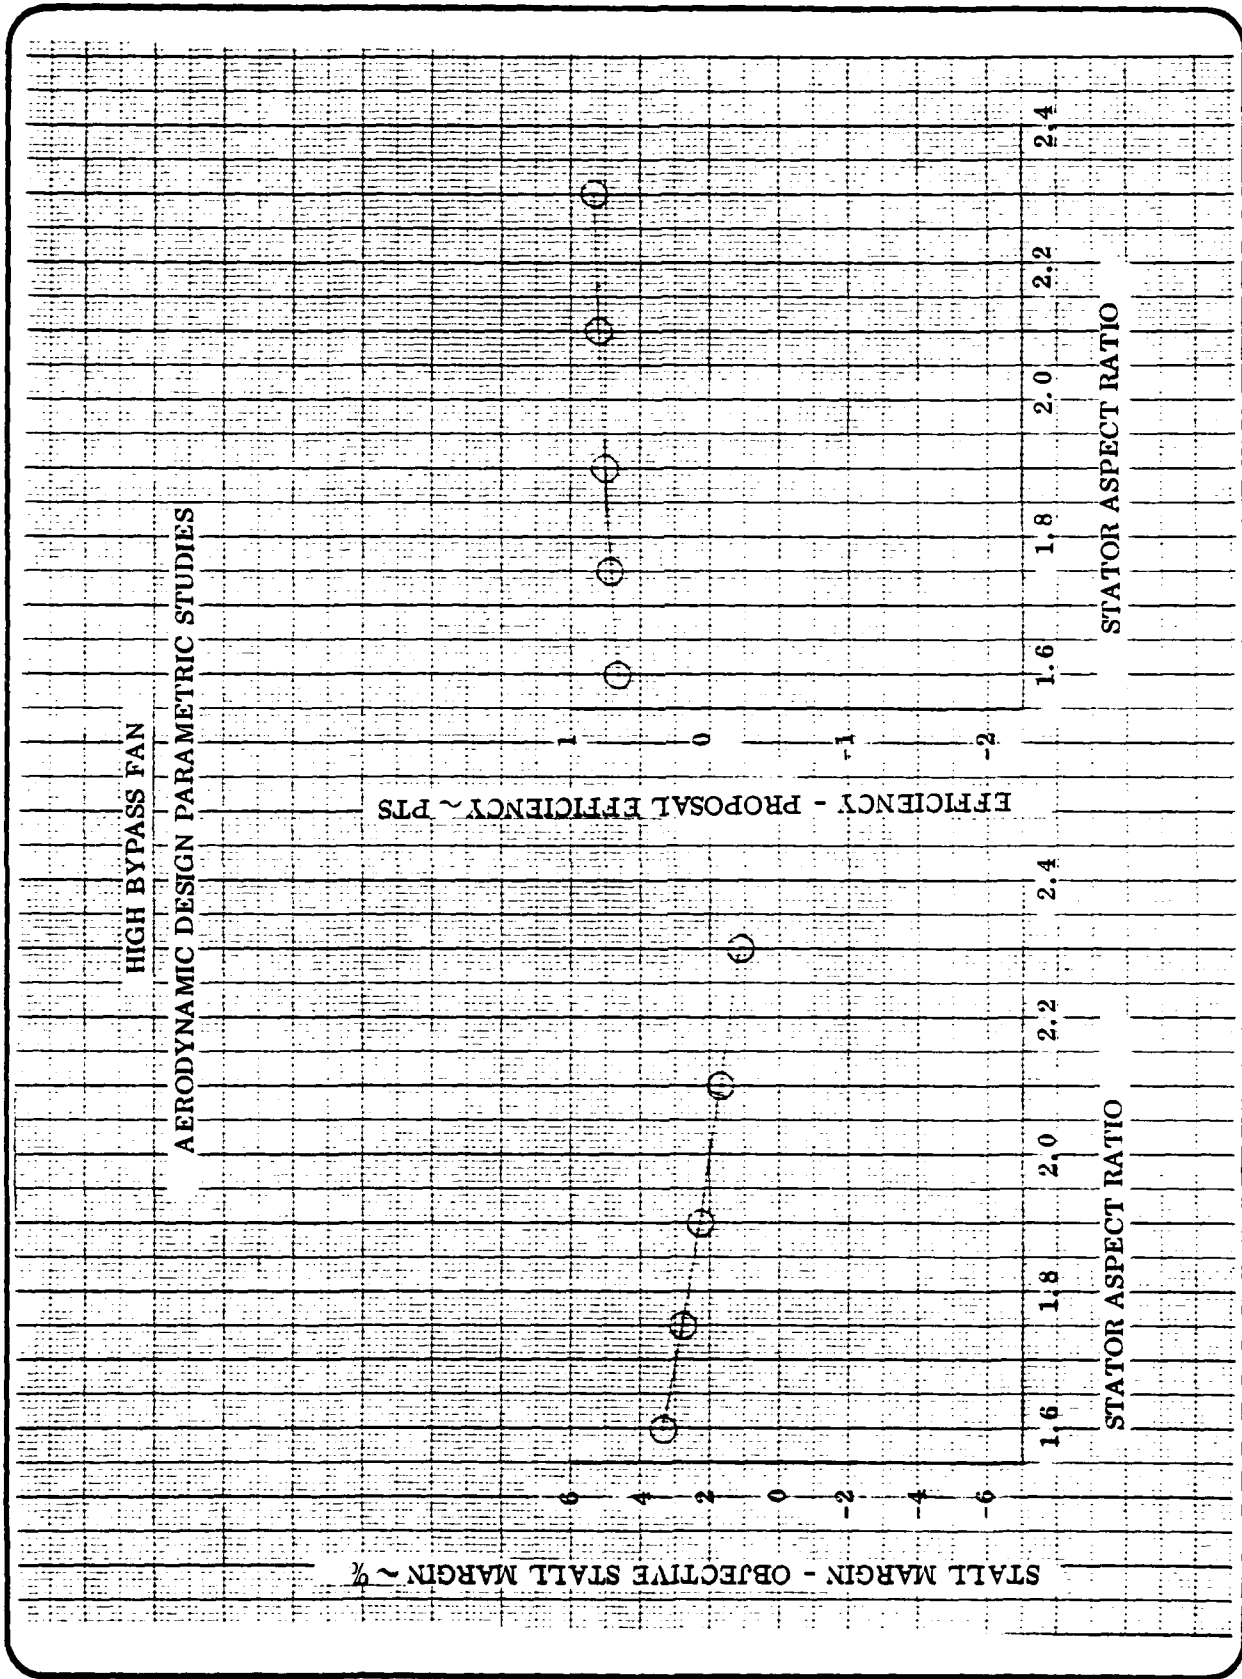 HIGH BYPASS FAN
AERODYNAMIC DESIGN PARAMETRIC STUDIES
STALL MARGIN - OBJECTIVE STALL MARGIN ~ %
6
4
2
0
-2
-4
-6
1.6 1.8 2.0 2.2 2.4
STATOR ASPECT RATIO
EFFICIENCY - PROPOSAL EFFICIENCY ~ PTS
1
0
-1
-2
1.6 1.8 2.0 2.2 2.4
STATOR ASPECT RATIO